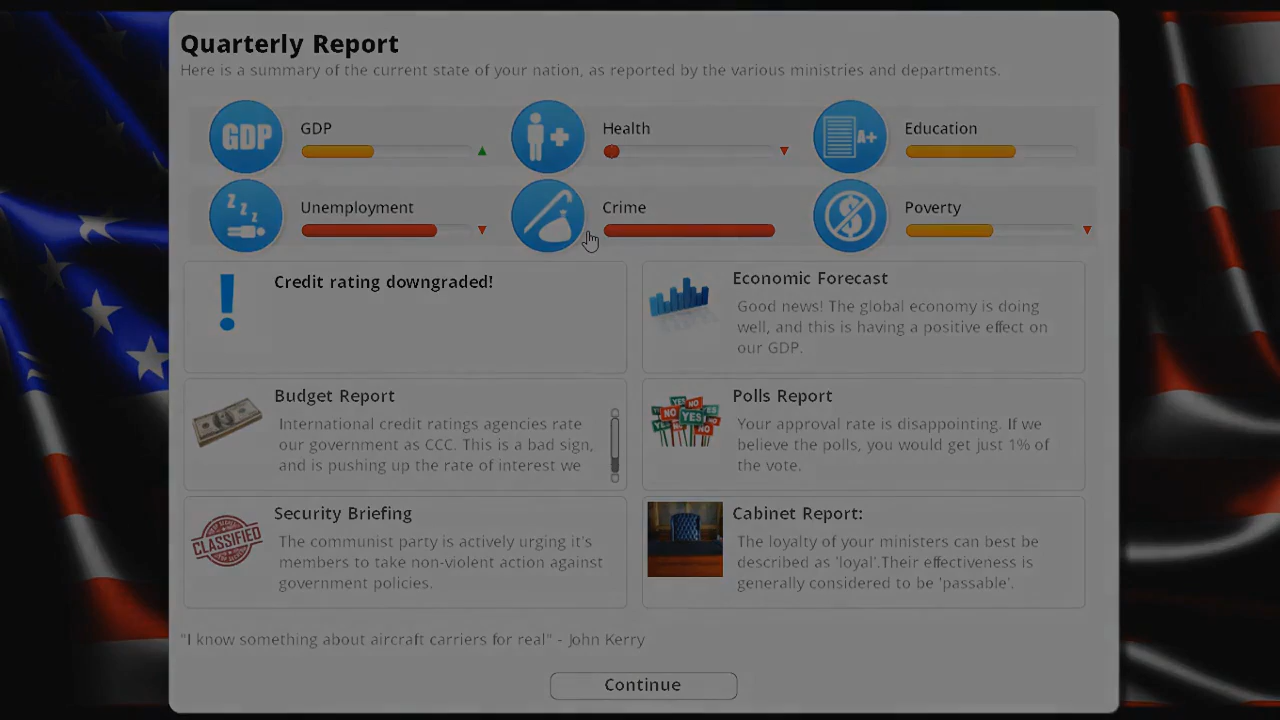 Quarterly Report
Here is a summary of the current state of your nation, as reported by the various ministries and departments.
GDP
GDP
Health
A+
Education
Z
Z
Z
Z
Unemployment
Crime
$
Poverty
!
Credit rating downgraded!
Economic Forecast
Good news! The global economy is doing
well, and this is having a positive effect on
our GDP.
Budget Report
International credit ratings agencies rate
our government as CCC. This is a bad sign,
and is pushing up the rate of interest we
YES
NO
NO
YES
YES
NO
NO
Polls Report
Your approval rate is disappointing. If we
believe the polls, you would get just 1% of
the vote.
CLASSIFIED
Security Briefing
The communist party is actively urging it's
members to take non-violent action against
government policies.
Cabinet Report:
The loyalty of your ministers can best be
described as 'loyal'.Their effectiveness is
generally considered to be 'passable'.
"I know something about aircraft carriers for real" - John Kerry
Continue